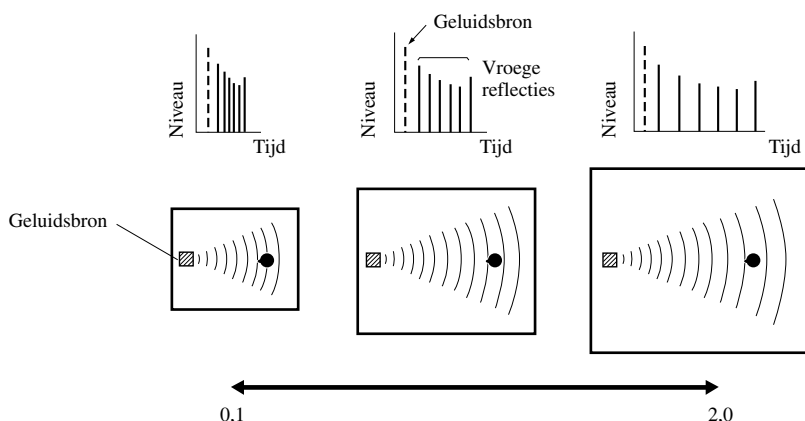 Geluidsbron
Niveau
Tijd
Niveau
Vroege
reflecties
Tijd
Niveau
Tijd
Geluidsbron
0,1
2,0